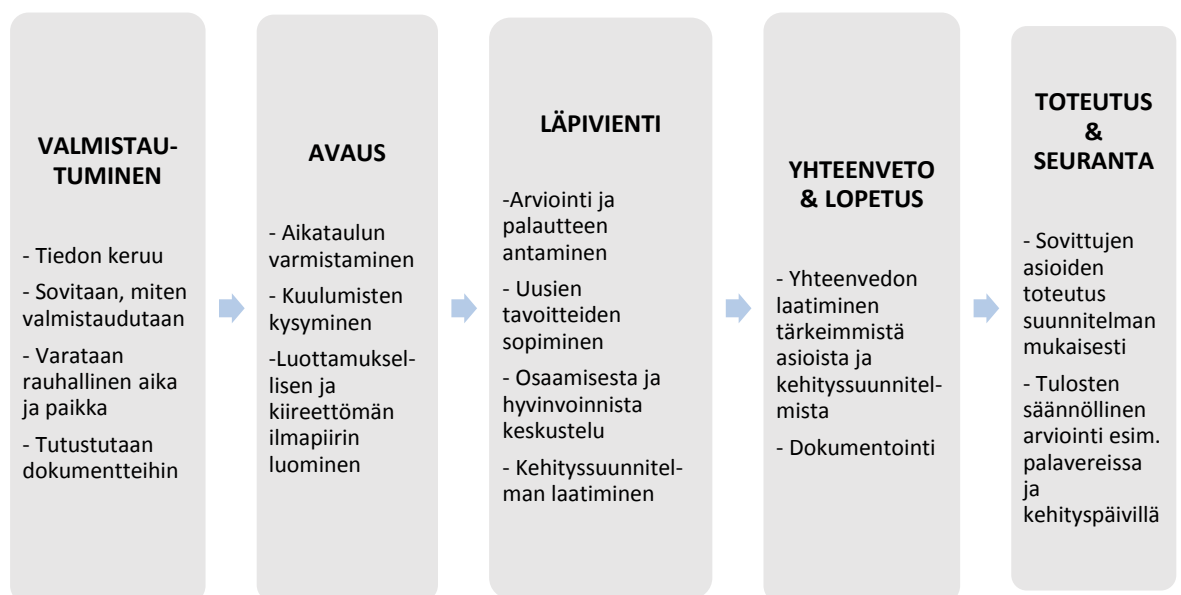 VALMISTAU-
TUMINEN
- Tiedon keruu
- Sovitaan, miten
valmistaudutaan
- Varataan
rauhallinen aika
ja paikka
- Tutustutaan
dokumentteihin
AVAUS
- Aikataulun
varmistaminen
- Kuulumisten
kysyminen
-Luottamuksel-
lisen ja
kiireettömän
ilmapiirin
luominen
LÄPIVIENTI
-Arviointi ja
palautteen
antaminen
- Uusien
tavoitteiden
sopiminen
- Osaamisesta ja
hyvinvoinnista
keskustelu
- Kehityssuunnitel-
man laatiminen
YHTEENVETO
& LOPETUS
- Yhteenvedon
laatiminen
tärkeimmistä
asioista ja
kehityssuunnitel-
mista
- Dokumentointi
TOTEUTUS
&
SEURANTA
- Sovittujen
asioiden
toteutus
suunnitelman
mukaisesti
- Tulosten
säännöllinen
arviointi esim.
palavereissa
ja
kehityspäivillä